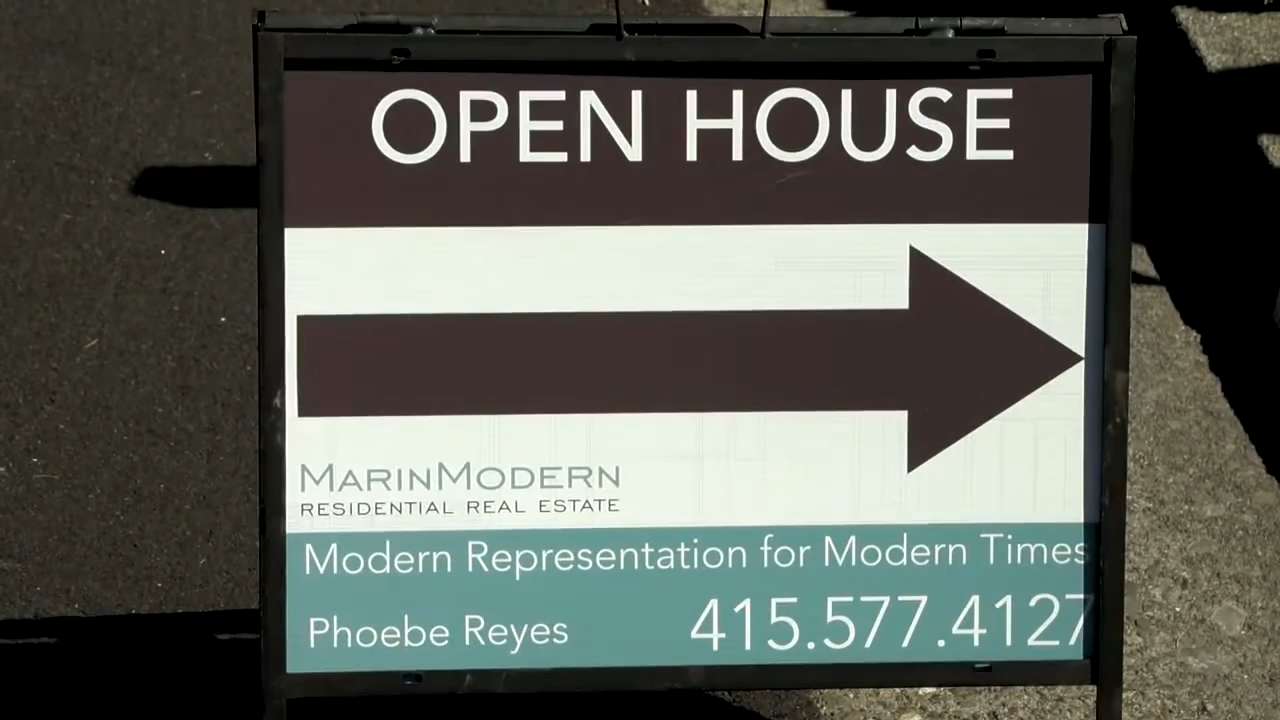 OPEN HOUSE
MARINMODERN
RESIDENTIAL REAL ESTATE
Modern Representation for Modern Times
Phoebe Reyes
415.577.4127